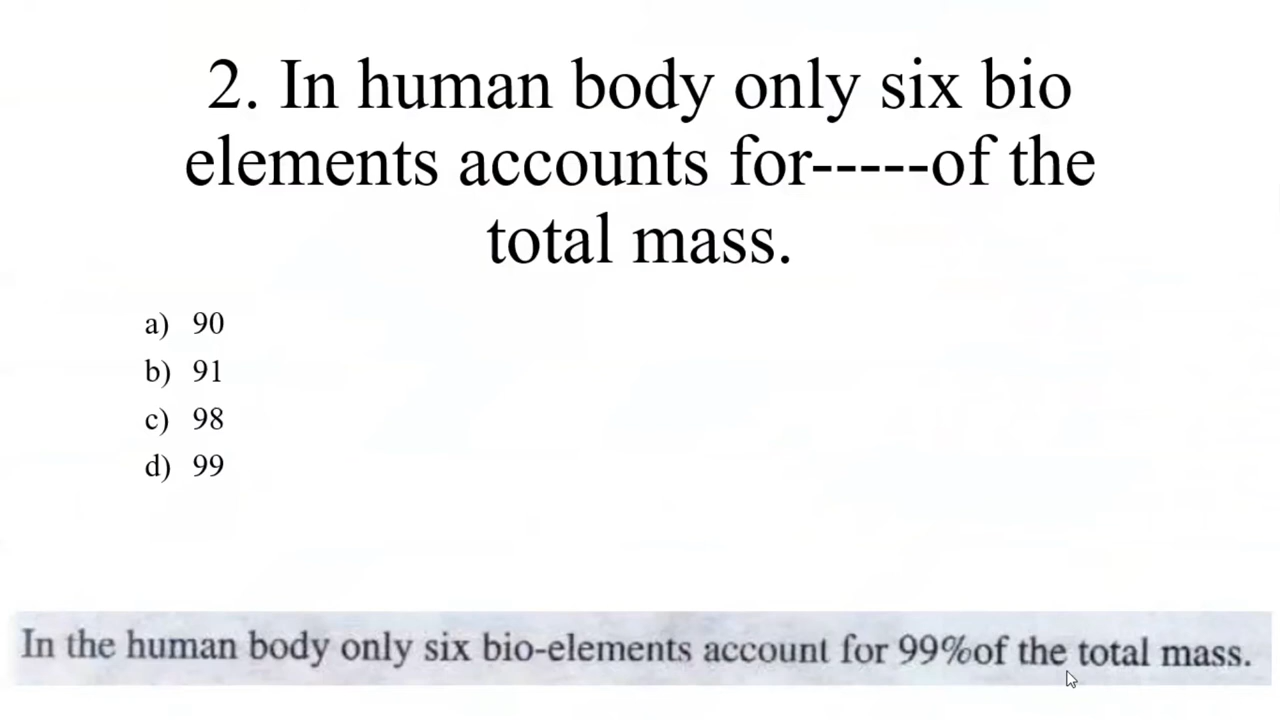 2. In human body only six bio
elements accounts for-----of the
total mass.
a) 90
b) 91
c) 98
d) 99
In the human body only six bio-elements account for 99%of the total mass.